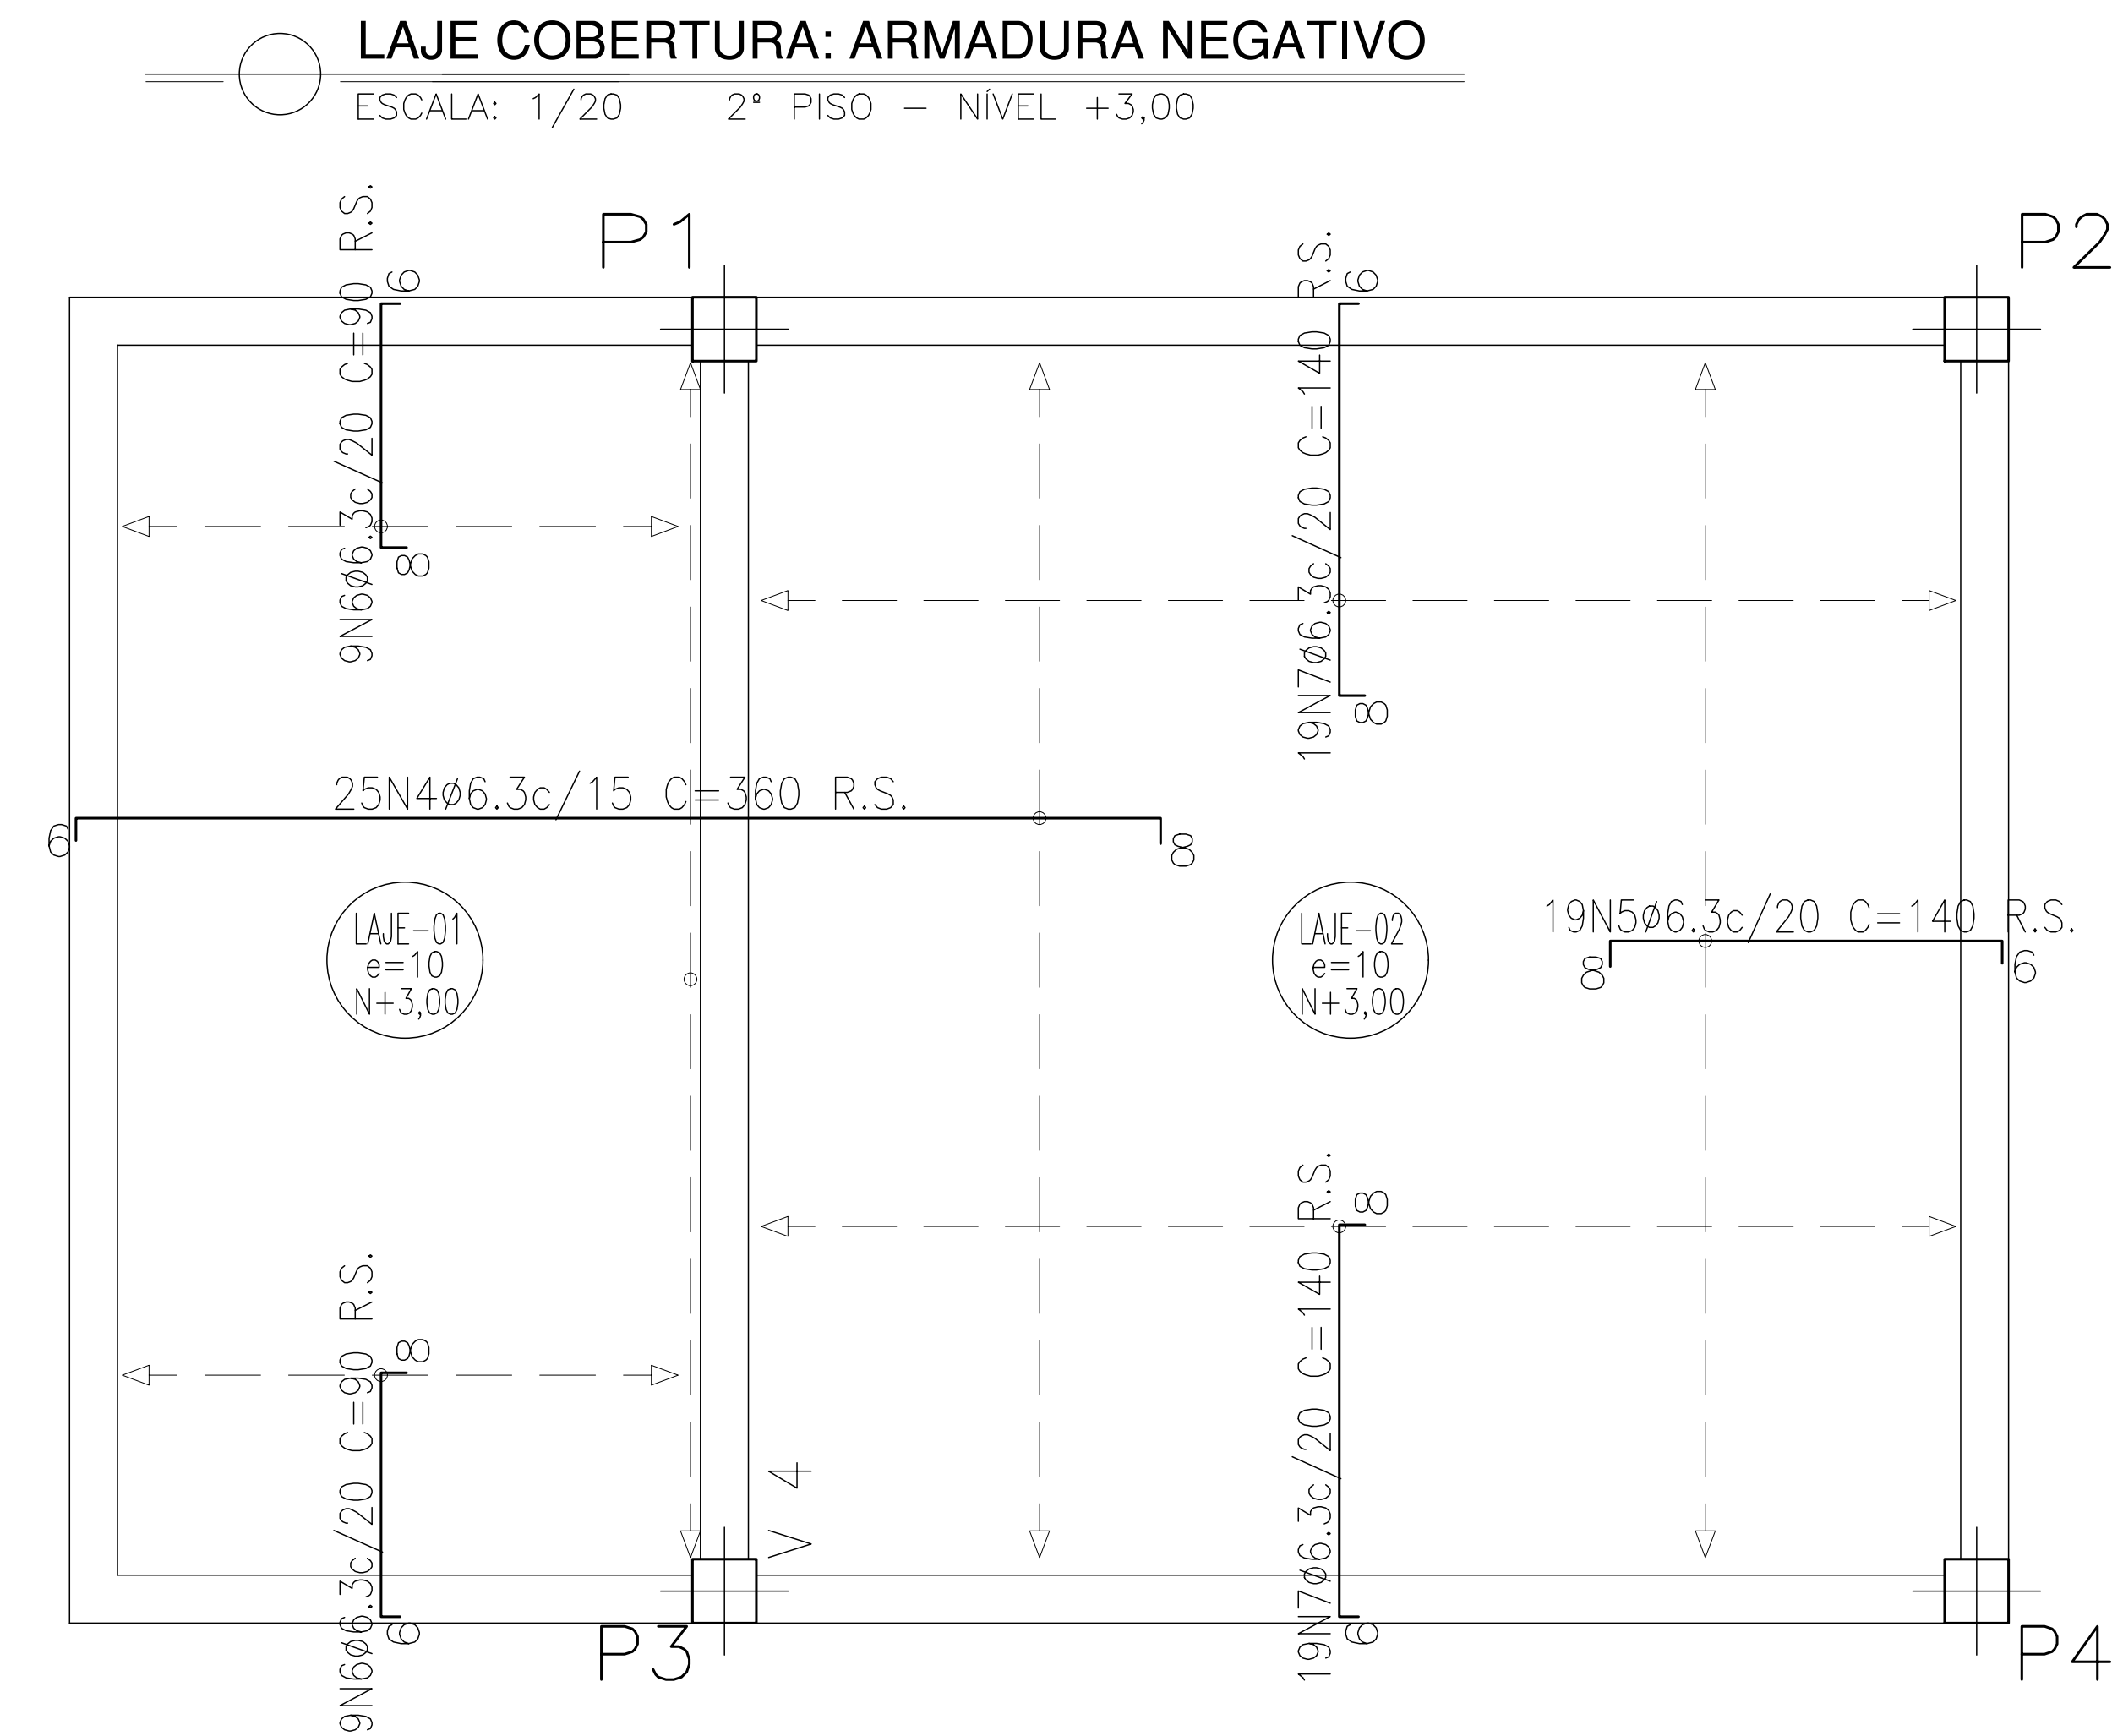 LAJE COBERTURA: ARMADURA NEGATIVO
ESCALA: 1/20 2º PISO – NÍVEL +3,00
P1
P2
9N6ø6.3c/20 C=90 R.S.
6
8
19N7ø6.3c/20 C=140 R.S.
6
8
25N4ø6.3c/15 C=360 R.S.
6
8
LAJE-01
e=10
N+3,00
LAJE-02
e=10
N+3,00
19N5ø6.3c/20 C=140 R.S.
8
6
9N6ø6.3c/20 C=90 R.S.
8
6
19N7ø6.3c/20 C=140 R.S.
8
6
V 4
P3
P4